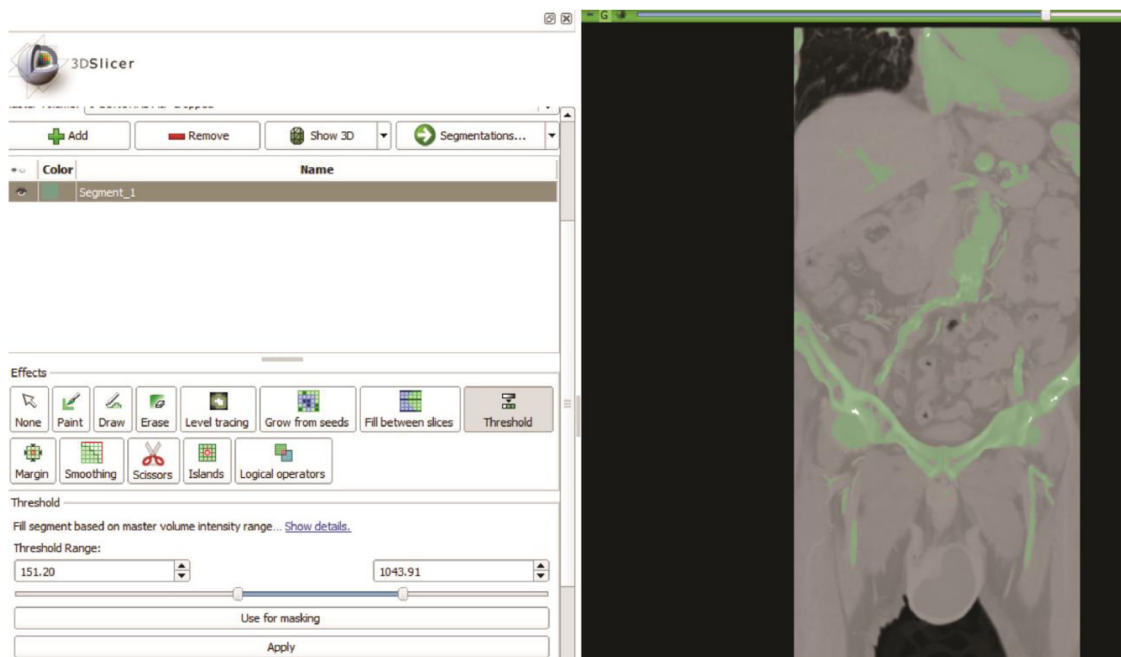 G
3DSlicer
Add Remove Show 3D Segmentations...
Color Name
Segment_1
Effects
None Paint Draw Erase Level tracing Grow from seeds Fill between slices Threshold
Margin Smoothing Scissors Islands Logical operators
Threshold
Fill segment based on master volume intensity range... Show details.
Threshold Range:
151.20 1043.91
Use for masking
Apply